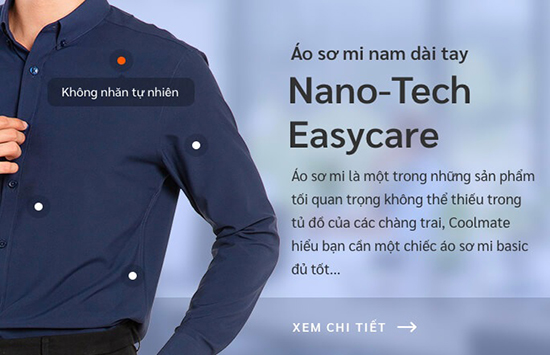 Áo sơ mi nam dài tay
Nano-Tech
Easycare
Không nhăn tự nhiên
Áo sơ mi là một trong những sản phẩm
tối quan trọng không thể thiếu trong
tủ đồ của các chàng trai, Coolmate
hiểu bạn cần một chiếc áo sơ mi basic
đủ tốt...
XEM CHI TIẾT